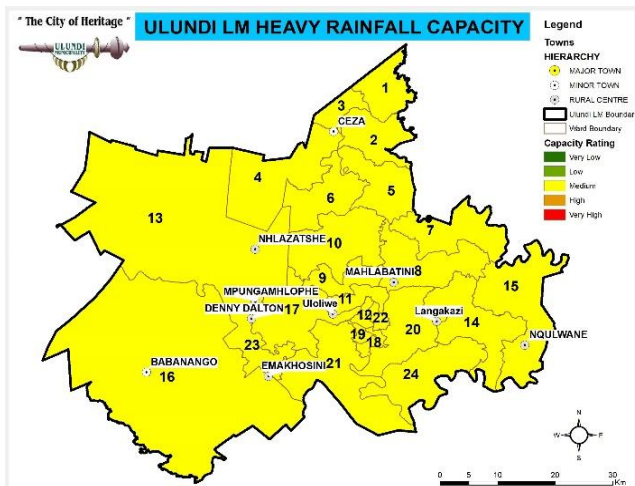 " The City of Heritage "
ULUNDI
MUNICIPALITY
ULUNDI LM HEAVY RAINFALL CAPACITY
Legend
Towns
HIERARCHY
MAJOR TOWN
MINOR TOWN
RURAL CENTRE
Ulundi LM Boundar
Ward Boundary
Capacity Rating
Very Low
Low
Medium
High
Very High
1
3
CEZA
2
4
5
6
13
7
NHLAZATSHE
10
9
MAHLABATINI
8
15
MPUNGAMHLOPHE
DENNY DALTON
17
Uloliwe
11
12
22
20
Langakazi
14
19
18
23
NQULWANE
BABANANGO
16
EMAKHOSINI
21
24
N
W
E
S
0 5 10 20 30
Km